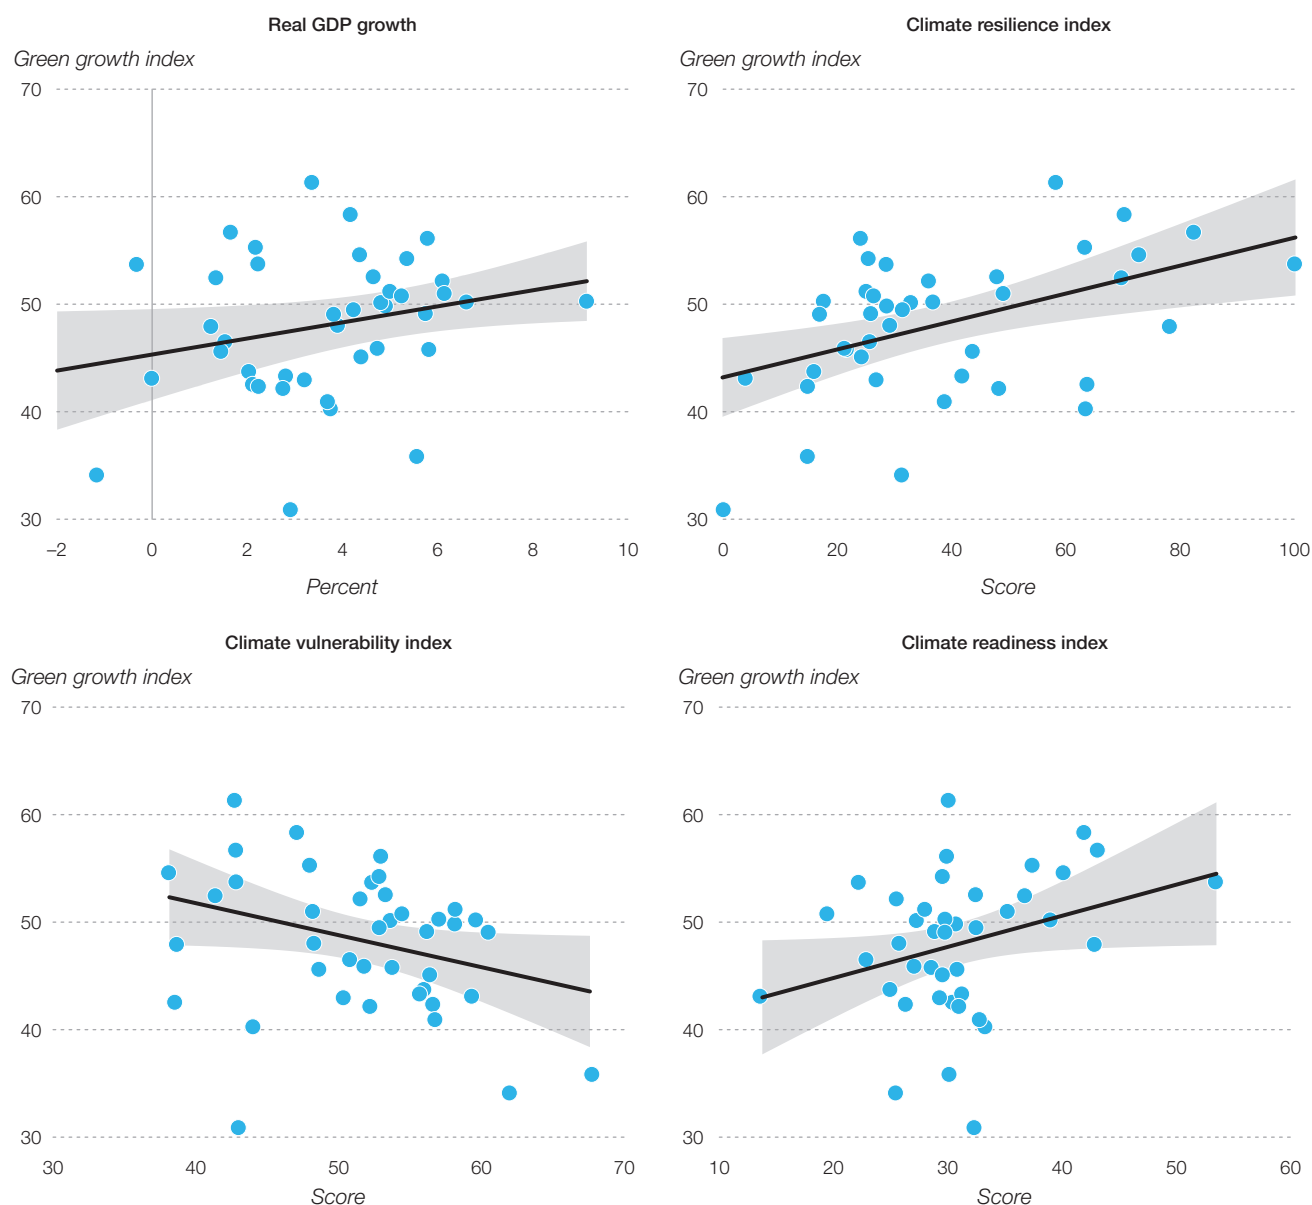 Real GDP growth
Green growth index
70
60
50
40
30
–2 0 2 4 6 8 10
Percent
Climate resilience index
Green growth index
70
60
50
40
30
0 20 40 60 80 100
Score
Climate vulnerability index
Green growth index
70
60
50
40
30
30 40 50 60 70
Score
Climate readiness index
Green growth index
70
60
50
40
30
10 20 30 40 50 60
Score